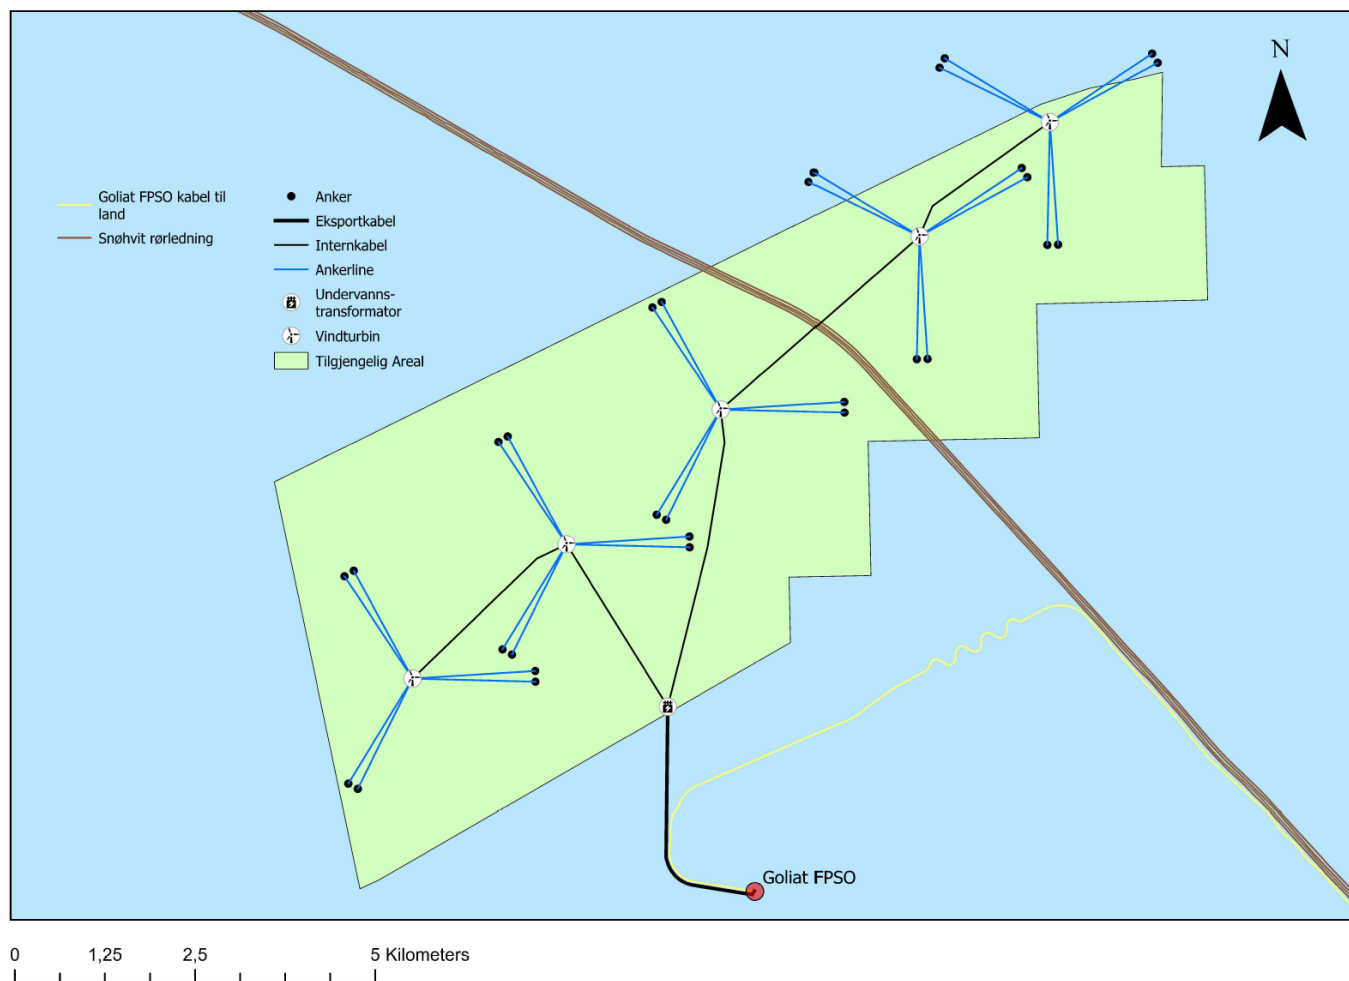 N
Goliat FPSO kabel til
land
Snøhvit rørledning
Anker
Eksportkabel
Internkabel
Ankerline
Undervanns-
transformator
Vindturbin
Tilgjengelig Areal
Goliat FPSO
0 1,25 2,5 5 Kilometers